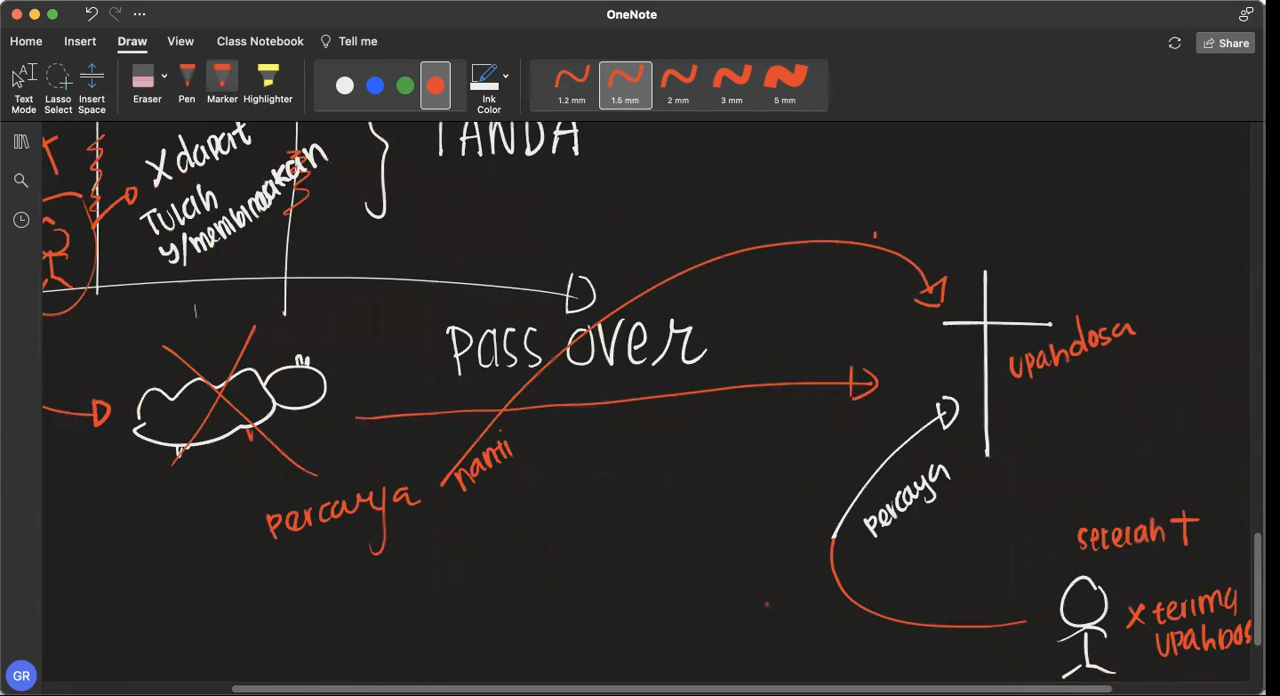 OneNote
Home Insert Draw View Class Notebook Tell me
Share
Text Mode
Lasso Select
Insert Space
Eraser
Pen
Marker
Highlighter
Ink Color
1.2 mm
1.5 mm
2 mm
3 mm
5 mm
TANDA
x dapat
Tulah
y/membinasakan
pass over
upahdosa
nanti
percaya
percaya
setelah †
x terima
upahdos
GR